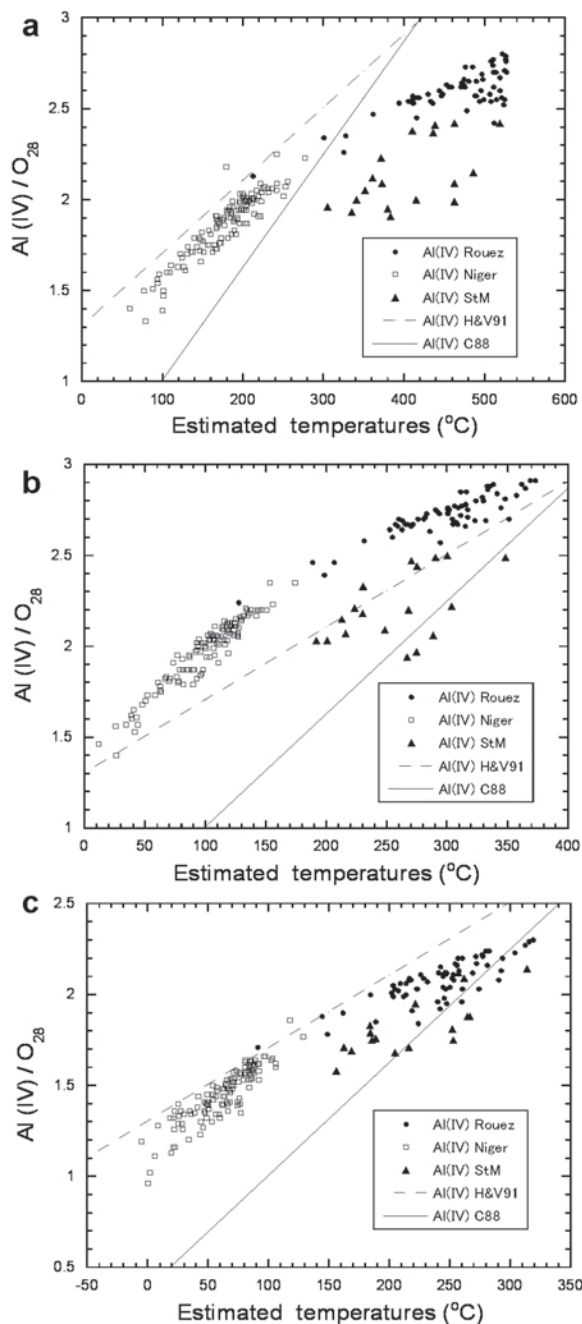 a
3
2.5
2
1.5
1
Al (IV) / O28
Al(IV) Rouez
Al(IV) Niger
Al(IV) StM
Al(IV) H&V91
Al(IV) C88
0 100 200 300 400 500 600
Estimated temperatures (°C)
b
3
2.5
2
1.5
1
Al (IV) / O28
Al(IV) Rouez
Al(IV) Niger
Al(IV) StM
Al(IV) H&V91
Al(IV) C88
0 50 100 150 200 250 300 350 400
Estimated temperatures (°C)
c
2.5
2
1.5
1
0.5
Al (IV) / O28
Al(IV) Rouez
Al(IV) Niger
Al(IV) StM
Al(IV) H&V91
Al(IV) C88
-50 0 50 100 150 200 250 300 350
Estimated temperatures (°C)